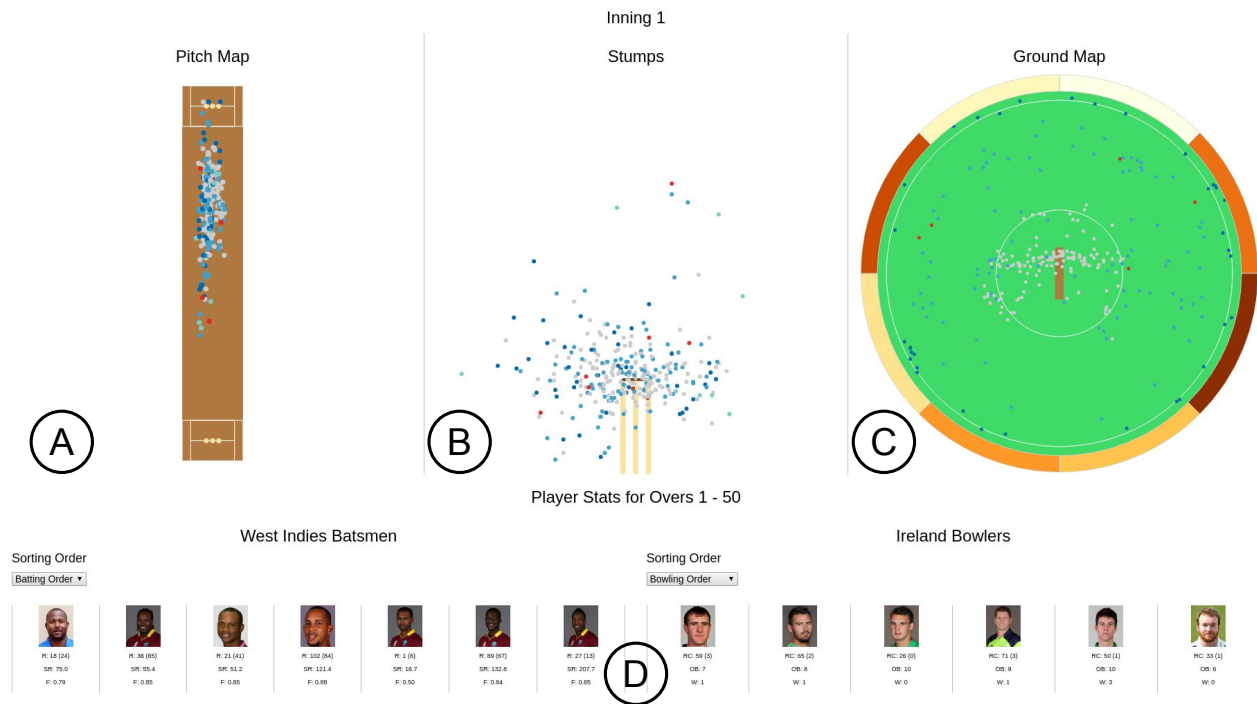 Inning 1
Pitch Map
Stumps
Ground Map
A
B
C
Player Stats for Overs 1 - 50
West Indies Batsmen
Ireland Bowlers
Sorting Order
Sorting Order
Batting Order
Bowling Order
R: 18 (24) R: 36 (65) R: 21 (41) R: 102 (84) R: 1 (6) R: 89 (67) R: 27 (13) RC: 59 (3) RC: 65 (2) RC: 26 (0) RC: 71 (3) RC: 50 (1) RC: 33 (1)
SR: 75.0 SR: 55.4 SR: 51.2 SR: 121.4 SR: 16.7 SR: 132.8 SR: 207.7 OB: 7 OB: 8 OB: 10 OB: 9 OB: 10 OB: 6
F: 0.79 F: 0.85 F: 0.85 F: 0.88 F: 0.50 F: 0.84 F: 0.85 W: 1 W: 1 W: 0 W: 1 W: 3 W: 0
D